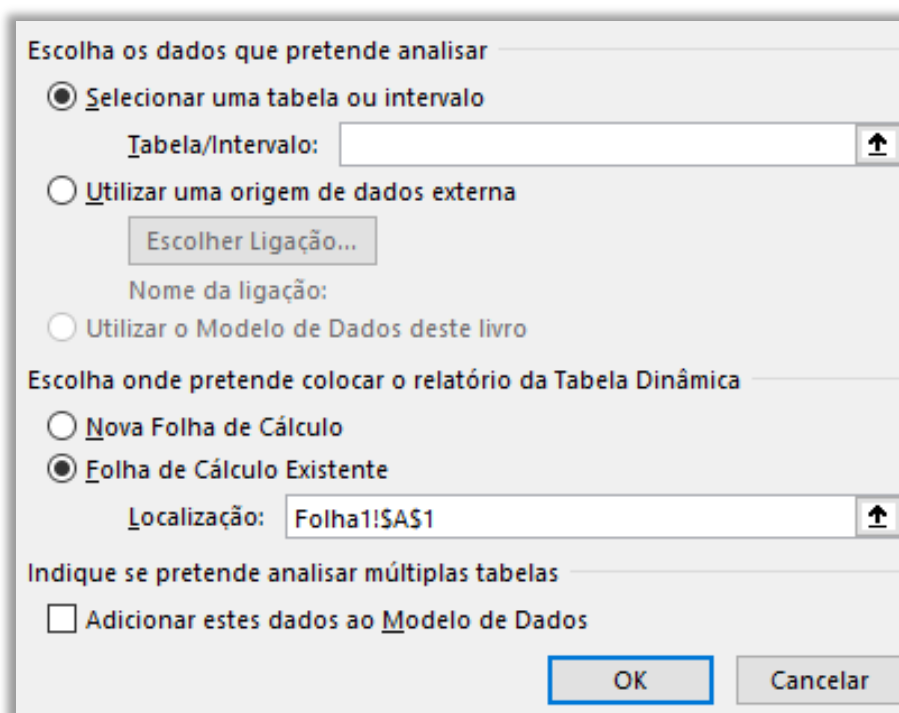 Escolha os dados que pretende analisar
Selecionar uma tabela ou intervalo
Tabela/Intervalo:
Utilizar uma origem de dados externa
Escolher Ligação...
Nome da ligação:
Utilizar o Modelo de Dados deste livro
Escolha onde pretende colocar o relatório da Tabela Dinâmica
Nova Folha de Cálculo
Folha de Cálculo Existente
Localização: Folha1!$A$1
Indique se pretende analisar múltiplas tabelas
Adicionar estes dados ao Modelo de Dados
OK Cancelar